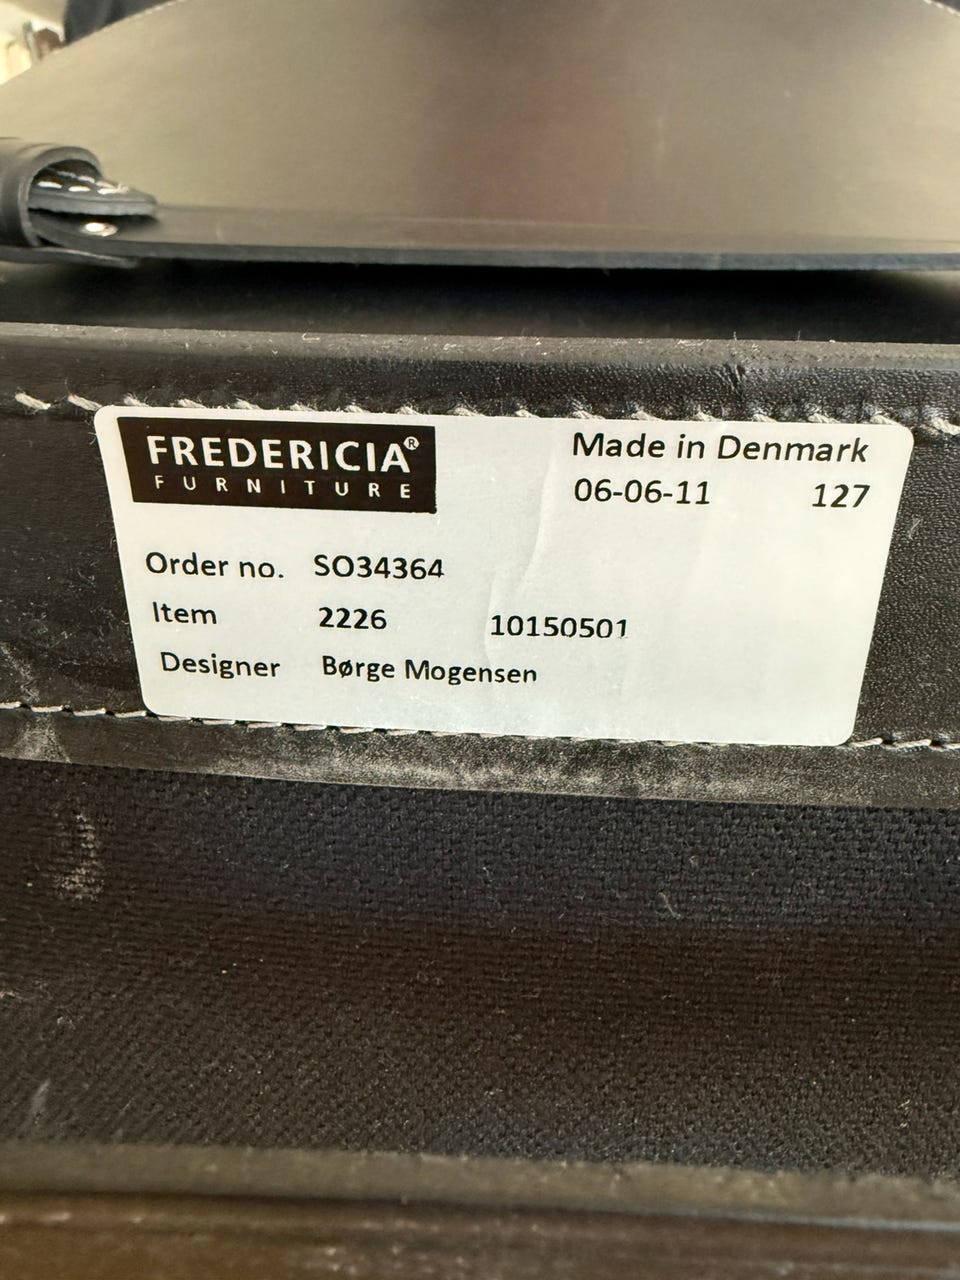 FREDERICIA®
FURNITURE
Made in Denmark
06-06-11 127
Order no. SO34364
Item 2226 10150501
Designer Børge Mogensen